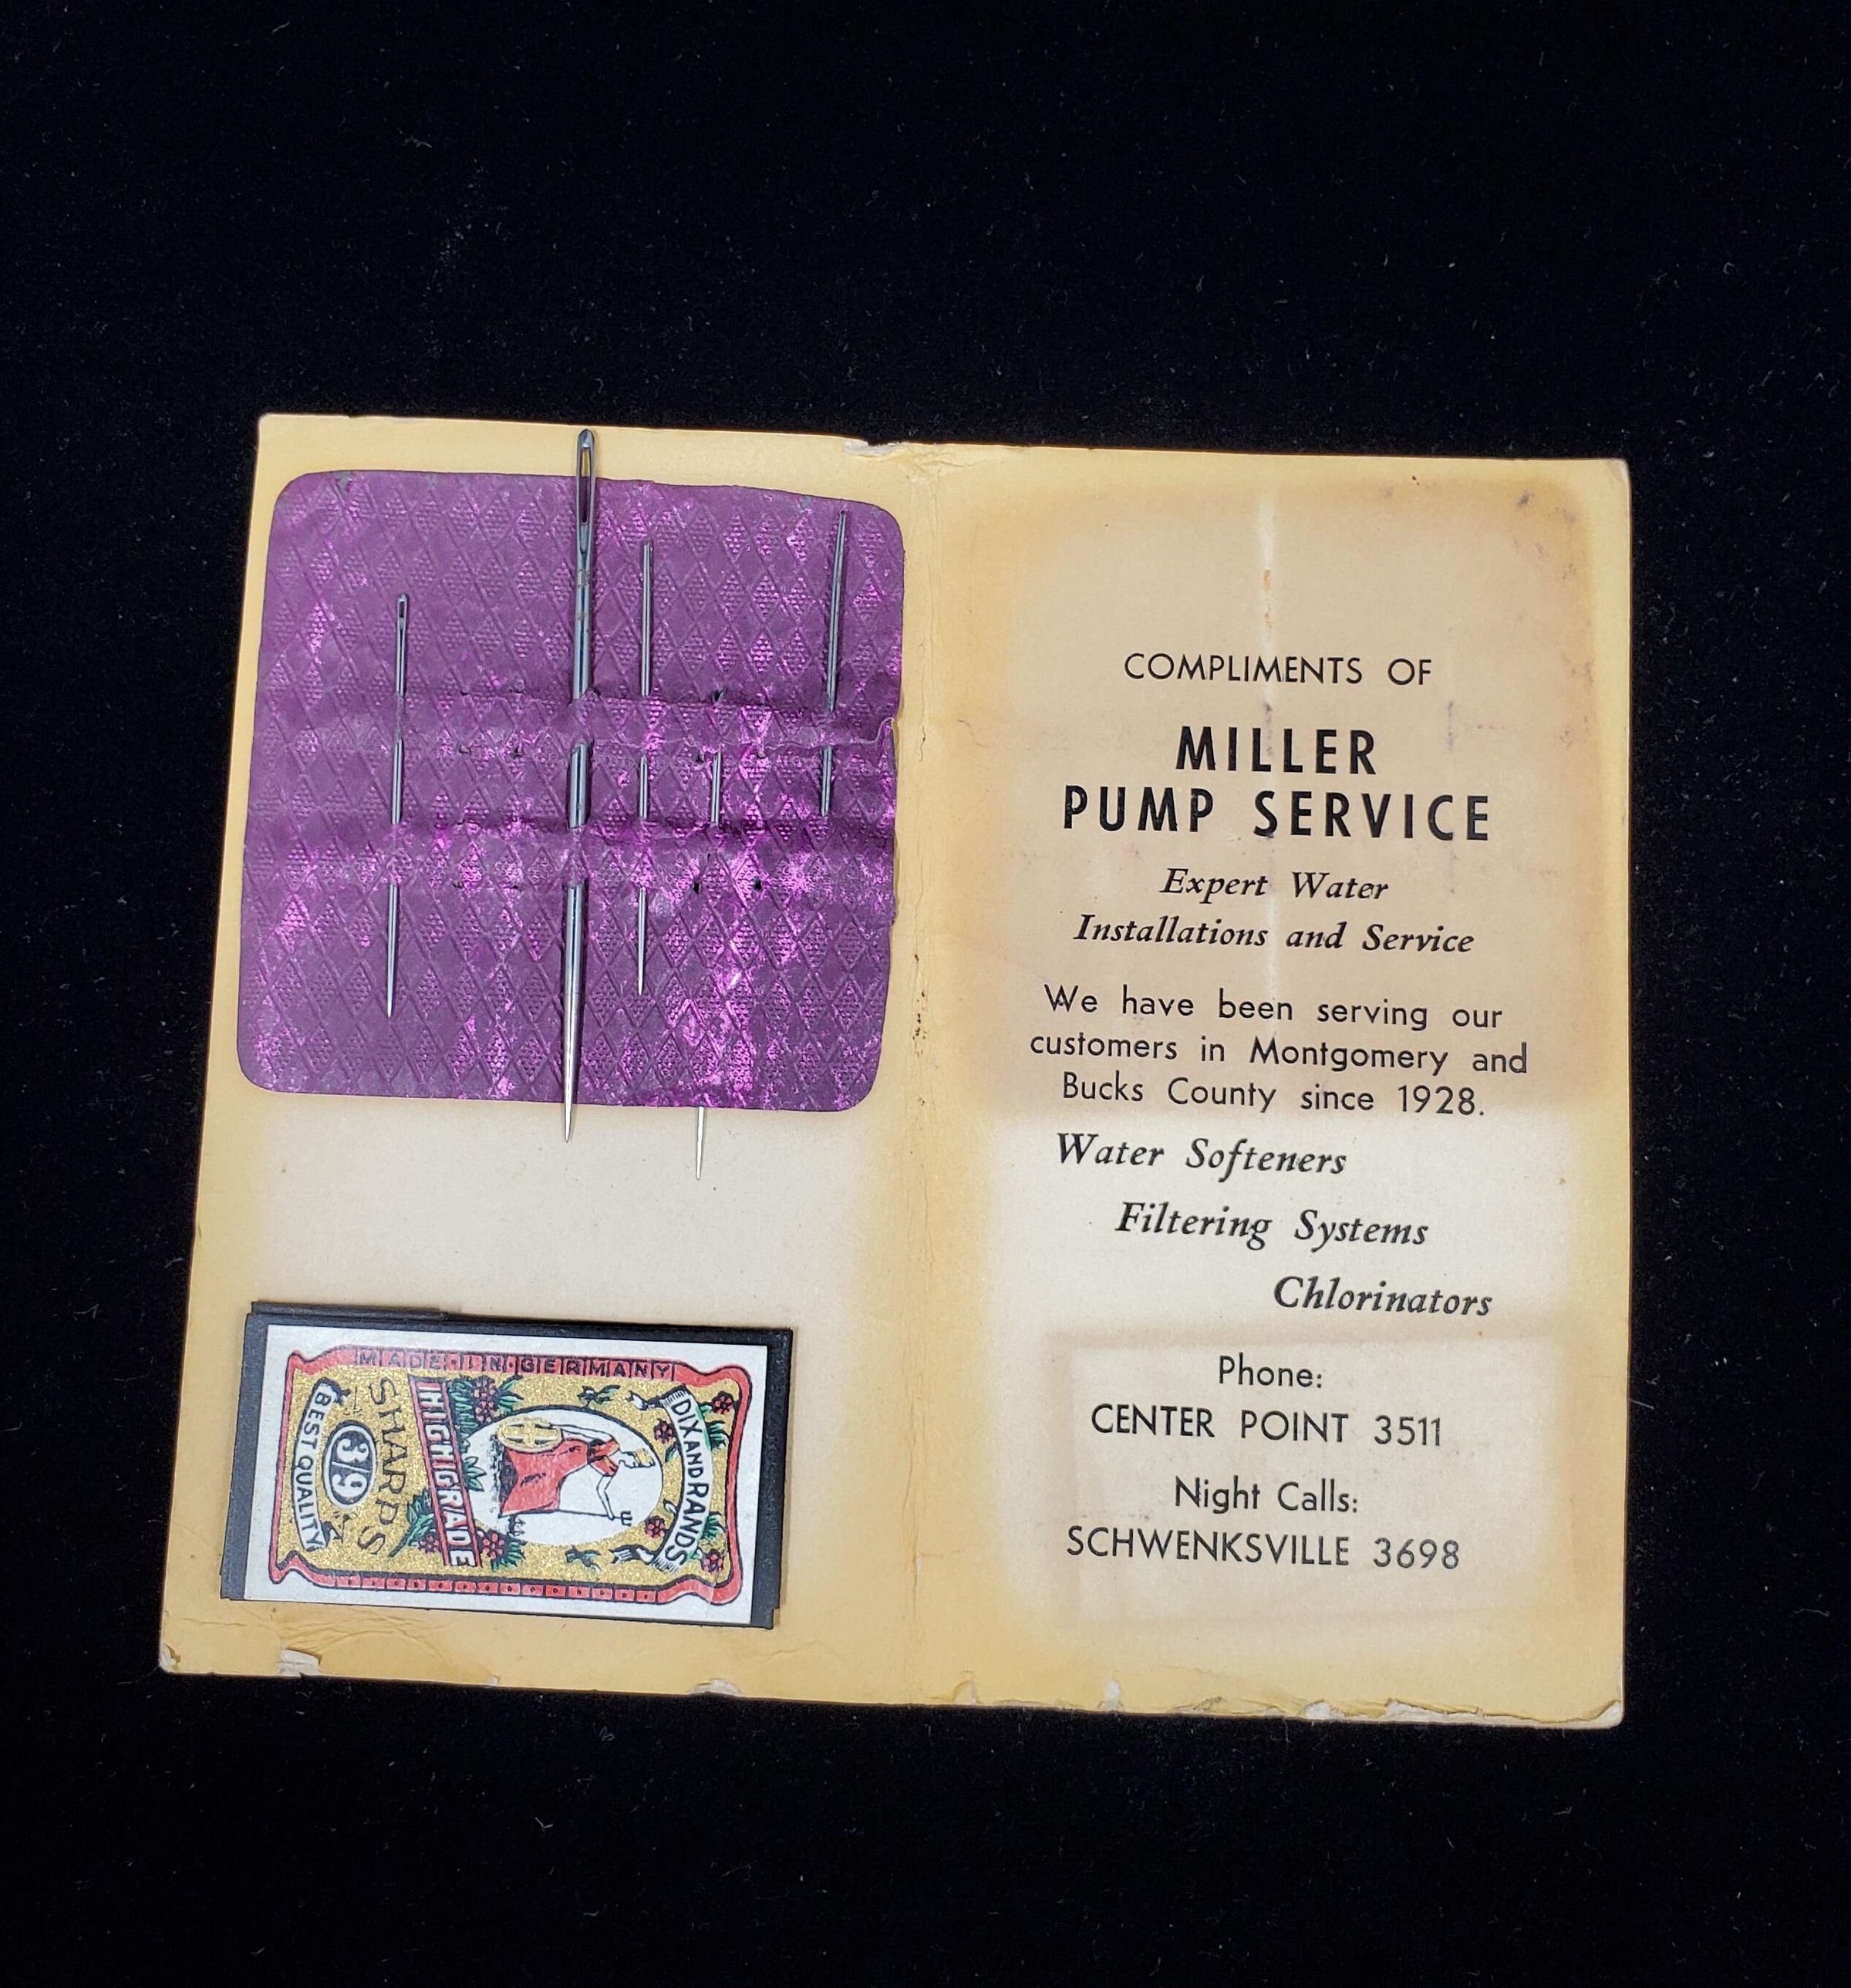 MADE IN GERMANY
DIX AND RANDS
HIGHGRADE
SHARPS
3 9
BEST QUALITY
COMPLIMENTS OF
MILLER
PUMP SERVICE
Expert Water
Installations and Service
We have been serving our
customers in Montgomery and
Bucks County since 1928.
Water Softeners
Filtering Systems
Chlorinators
Phone:
CENTER POINT 3511
Night Calls:
SCHWENKSVILLE 3698